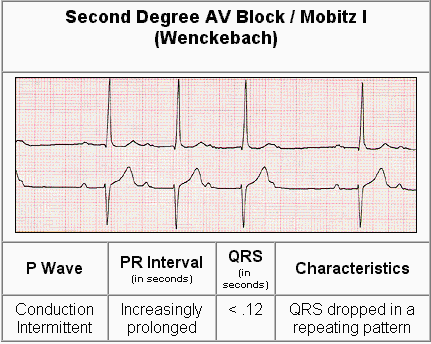 Second Degree AV Block / Mobitz I
(Wenckebach)
P Wave
PR Interval
(in seconds)
QRS
(in
seconds)
Characteristics
Conduction
Intermittent
Increasingly
prolonged
< .12
QRS dropped in a
repeating pattern